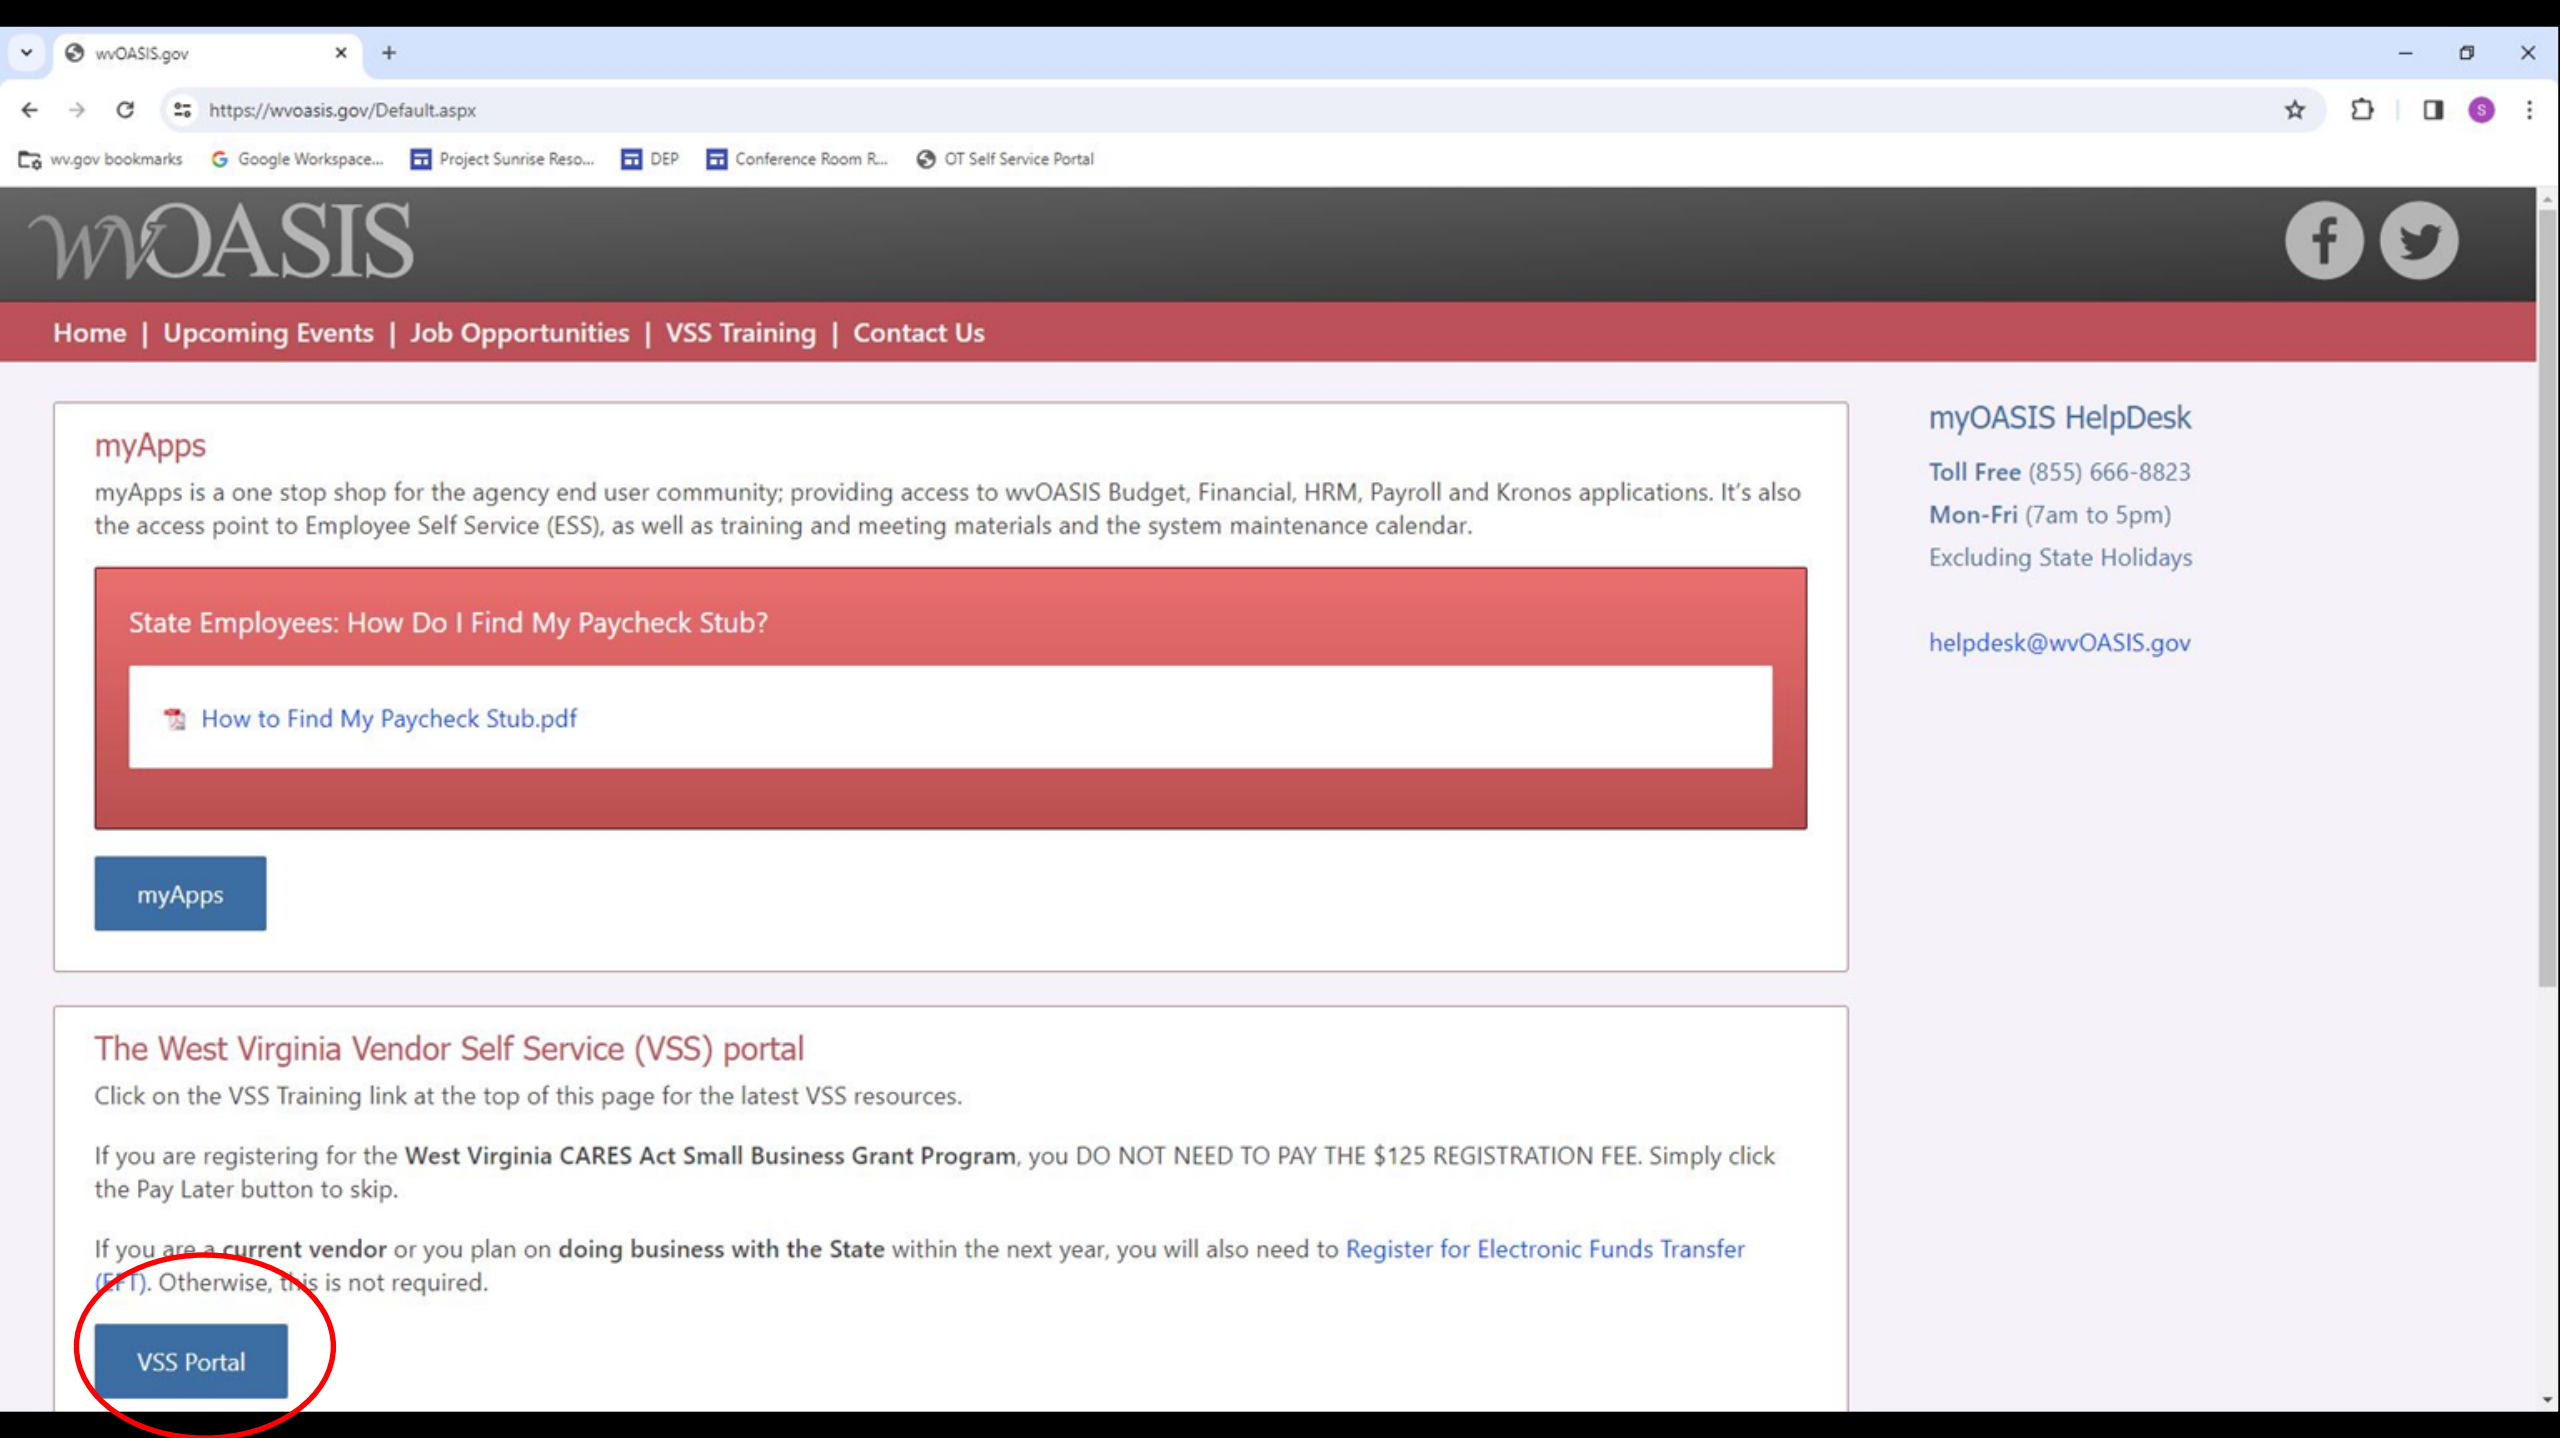 wvOASIS.gov
https://wvoasis.gov/Default.aspx
S
wv.gov bookmarks Google Workspace... Project Sunrise Reso... DEP Conference Room R... OT Self Service Portal
wvOASIS
Home | Upcoming Events | Job Opportunities | VSS Training | Contact Us
myApps
myApps is a one stop shop for the agency end user community; providing access to wvOASIS Budget, Financial, HRM, Payroll and Kronos applications. It's also
the access point to Employee Self Service (ESS), as well as training and meeting materials and the system maintenance calendar.
State Employees: How Do I Find My Paycheck Stub?
How to Find My Paycheck Stub.pdf
myApps
myOASIS HelpDesk
Toll Free (855) 666-8823
Mon-Fri (7am to 5pm)
Excluding State Holidays
helpdesk@wvOASIS.gov
The West Virginia Vendor Self Service (VSS) portal
Click on the VSS Training link at the top of this page for the latest VSS resources.
If you are registering for the West Virginia CARES Act Small Business Grant Program, you DO NOT NEED TO PAY THE $125 REGISTRATION FEE. Simply click
the Pay Later button to skip.
If you are a current vendor or you plan on doing business with the State within the next year, you will also need to Register for Electronic Funds Transfer
(EFT). Otherwise, this is not required.
VSS Portal